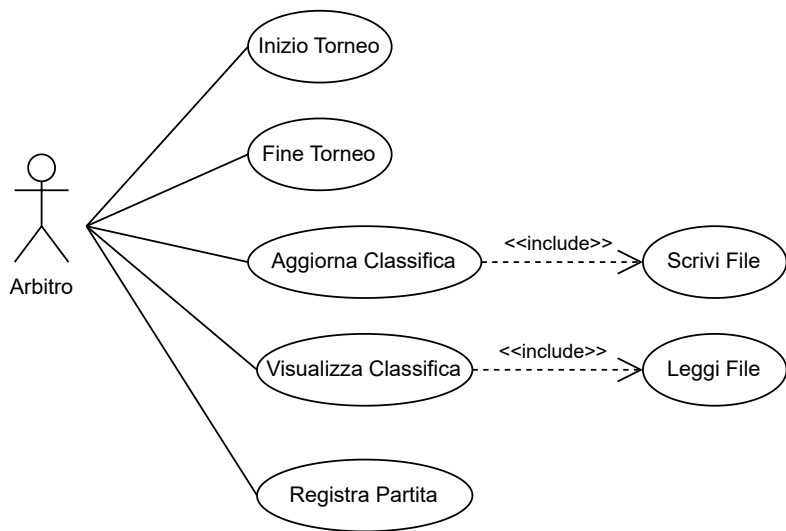 Inizio Torneo
Fine Torneo
Arbitro
Aggiorna Classifica
<<include>>
Scrivi File
Visualizza Classifica
<<include>>
Leggi File
Registra Partita